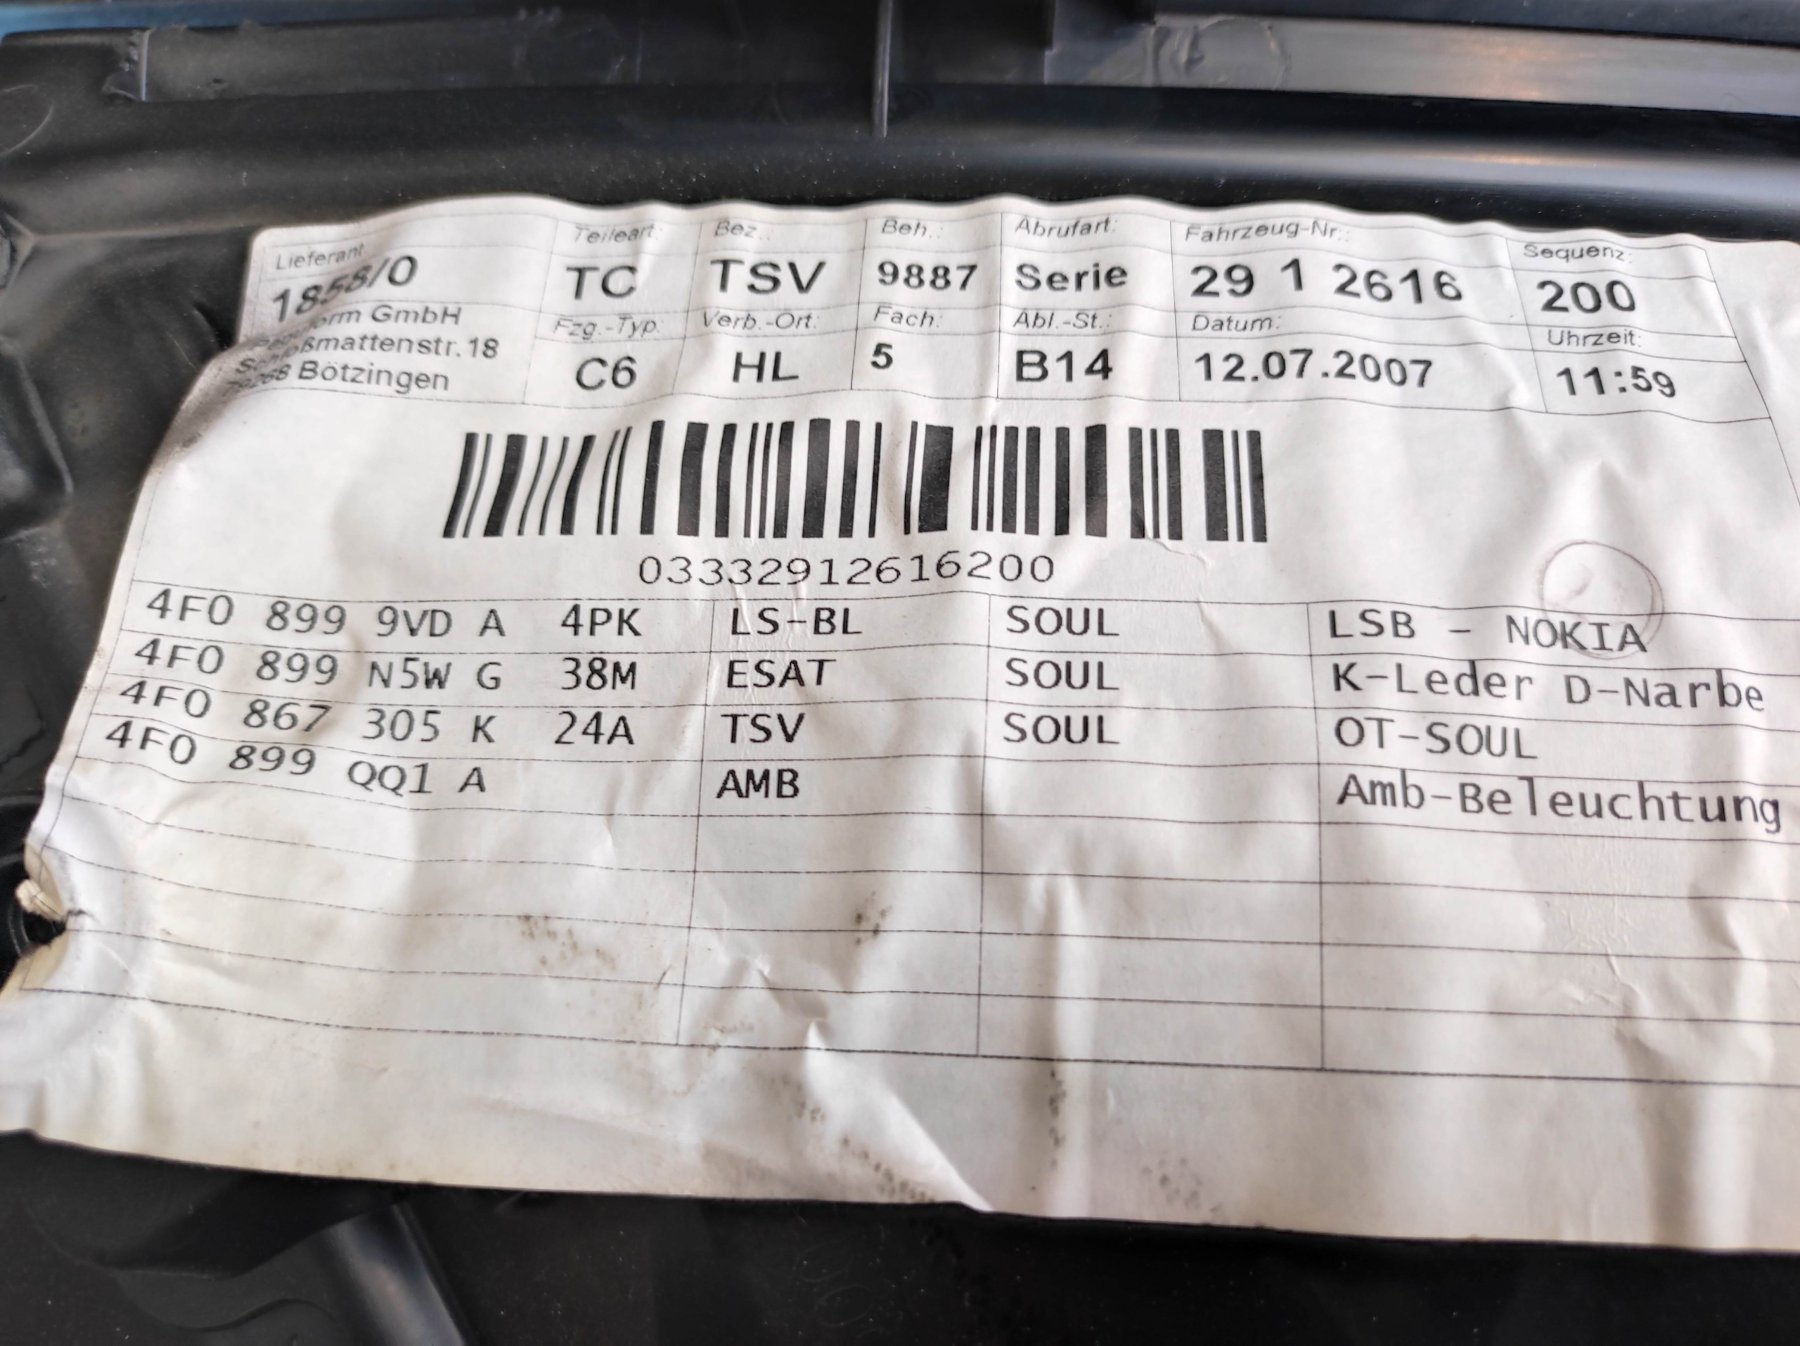 Lieferant Teileart: Bez.: Beh.: Abrufart: Fahrzeug-Nr.: Sequenz:
1858/0 TC TSV 9887 Serie 29 1 2616 200
GmbH Fzg.-Typ. Verb.-Ort: Fach: Abl.-St.: Datum: Uhrzeit:
Schloßmattenstr. 18
Bötzingen C6 HL 5 B14 12.07.2007 11:59
03332912616200
4F0 899 9VD A 4PK LS-BL SOUL LSB - NOKIA
4F0 899 N5W G 38M ESAT SOUL K-Leder D-Narbe
4F0 867 305 K 24A TSV SOUL OT-SOUL
4F0 899 QQ1 A AMB Amb-Beleuchtung